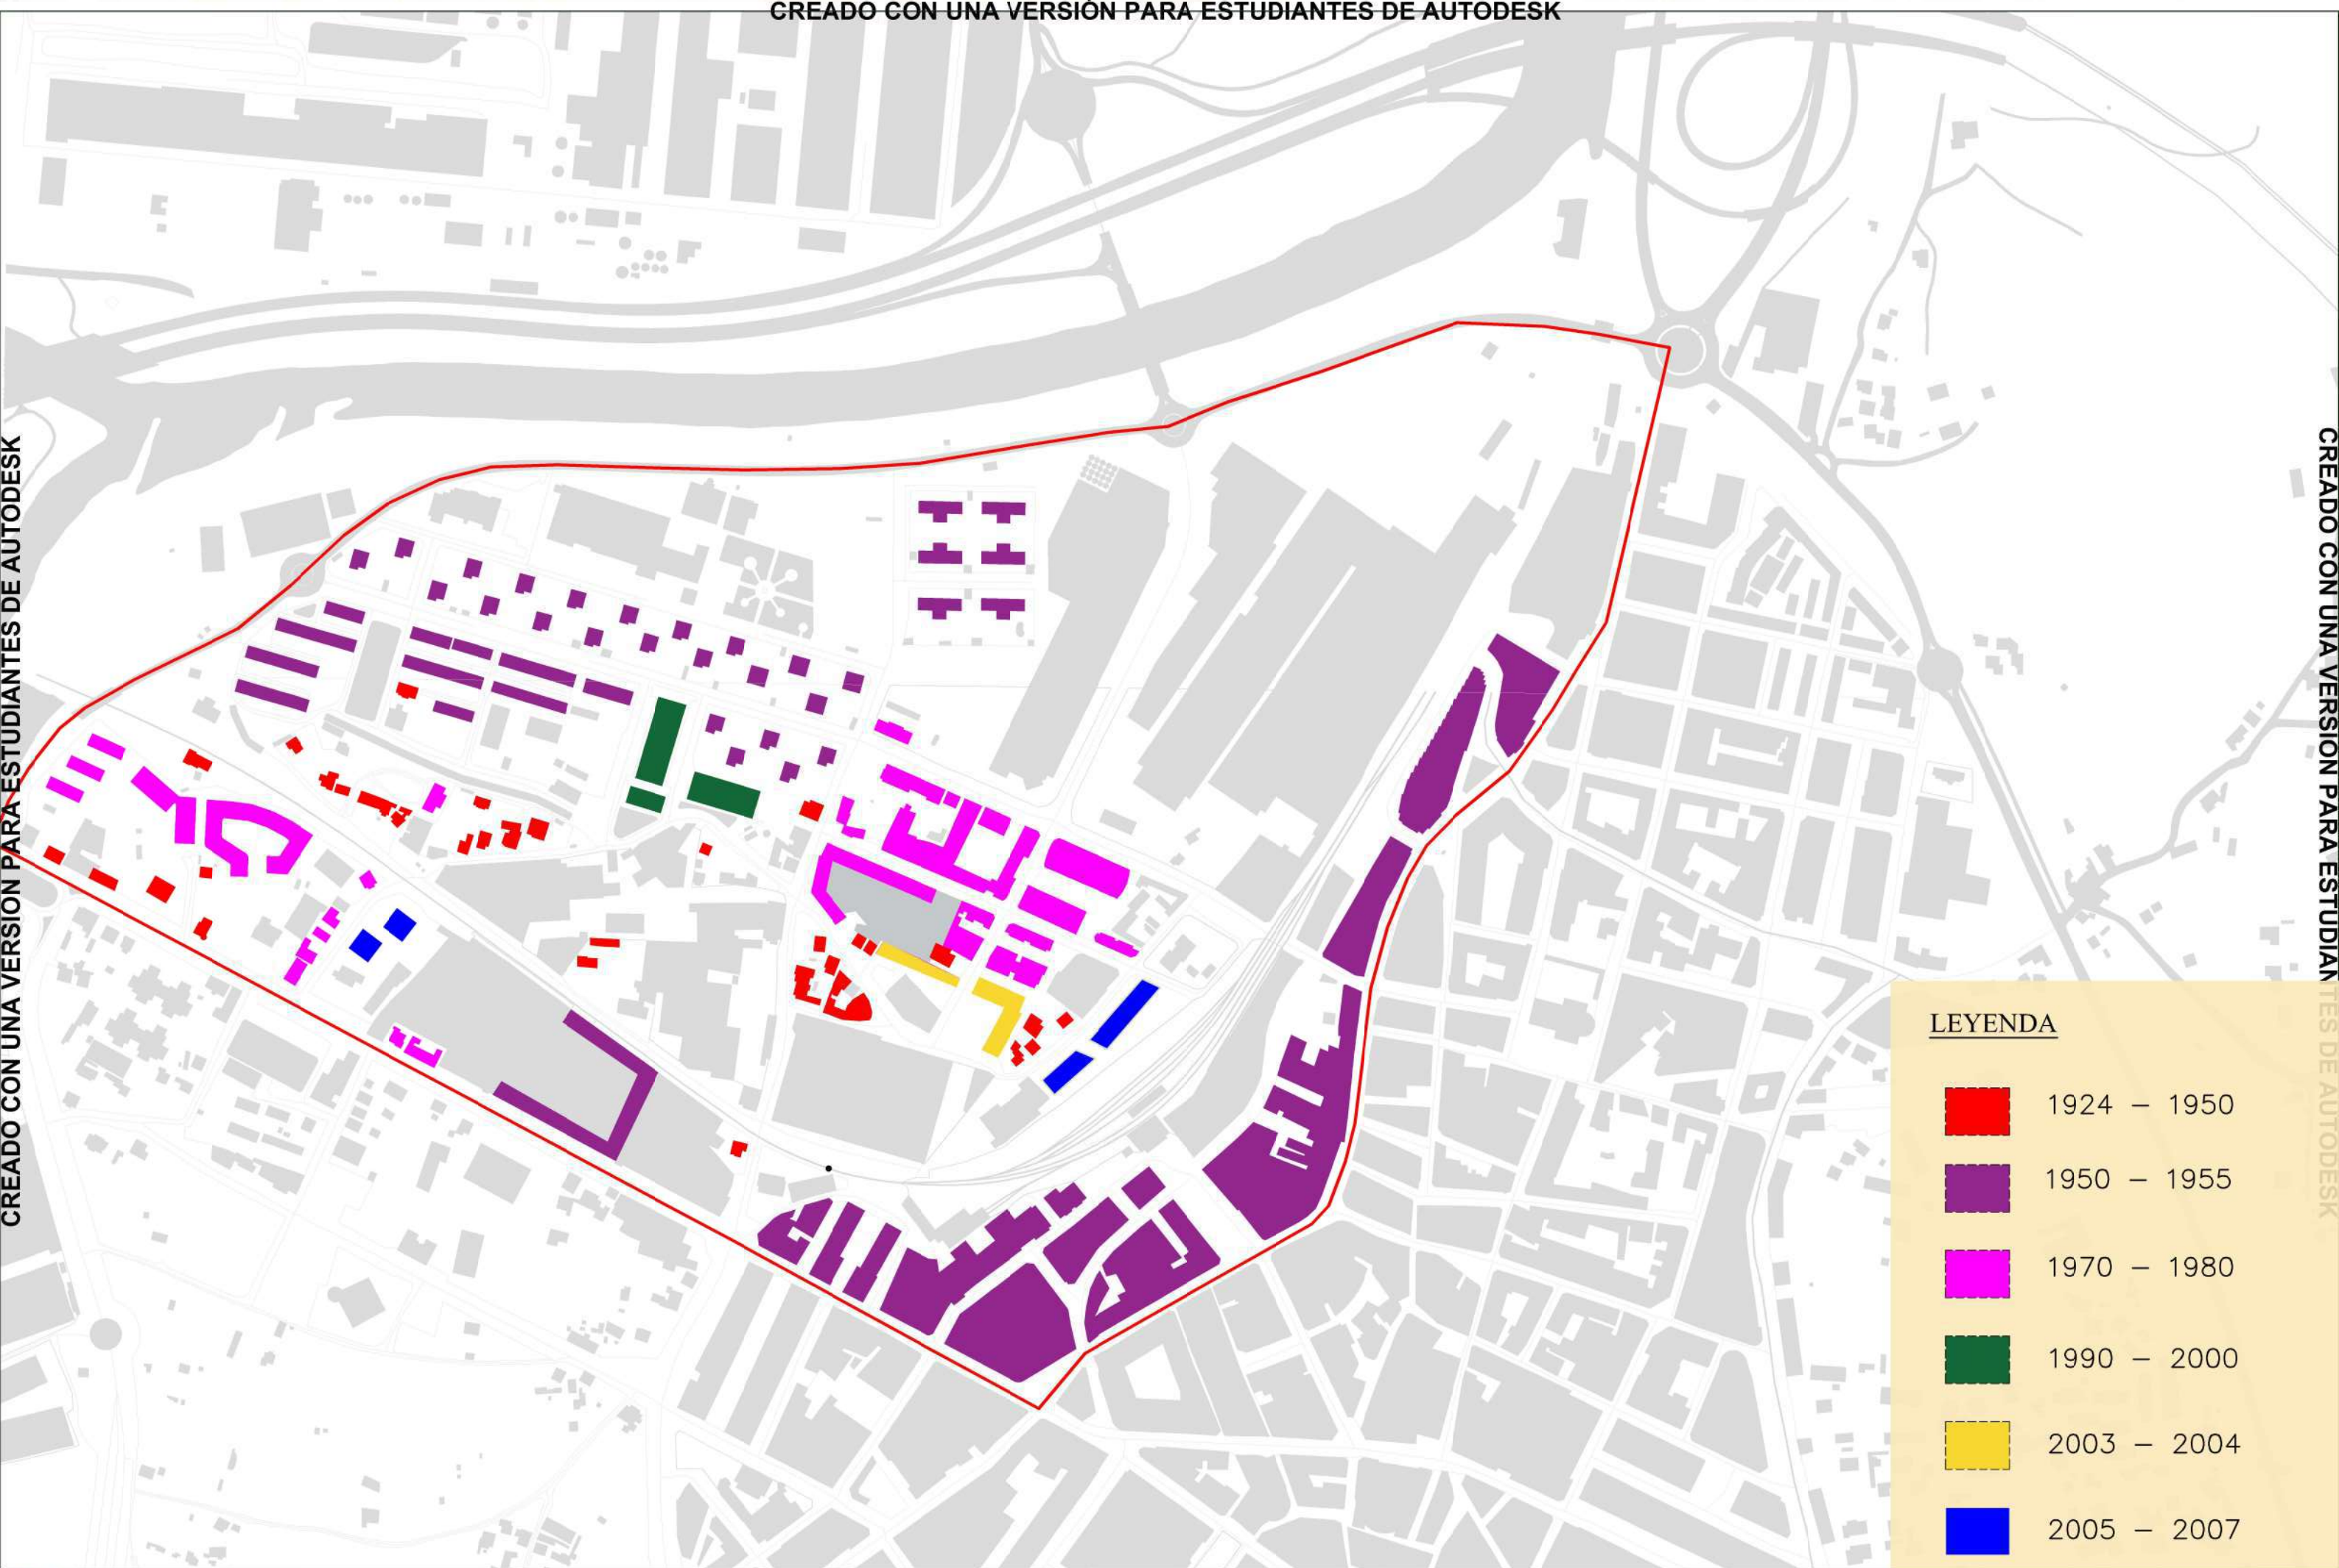 CREADO CON UNA VERSIÓN PARA ESTUDIANTES DE AUTODESK
CREADO CON UNA VERSIÓN PARA ESTUDIANTES DE AUTODESK
CREADO CON UNA VERSIÓN PARA ESTUDIANTES DE AUTODESK
LEYENDA
1924 – 1950
1950 – 1955
1970 – 1980
1990 – 2000
2003 – 2004
2005 – 2007